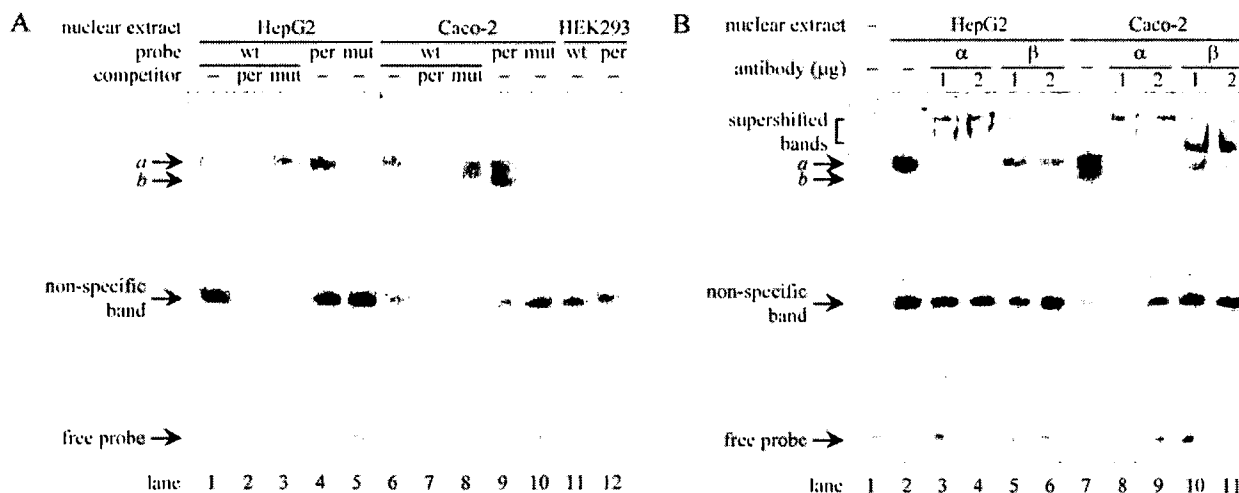 A
nuclear extract HepG2 Caco-2 HEK293
probe wt per mut wt per mut wt per
competitor – per mut – – – per mut – – – –
a
b
non-specific
band
free probe
lane 1 2 3 4 5 6 7 8 9 10 11 12
B
nuclear extract – HepG2 Caco-2
α β α β
antibody (µg) – – 1 2 1 2 – 1 2 1 2
supershifted
bands
a
b
non-specific
band
free probe
lane 1 2 3 4 5 6 7 8 9 10 11